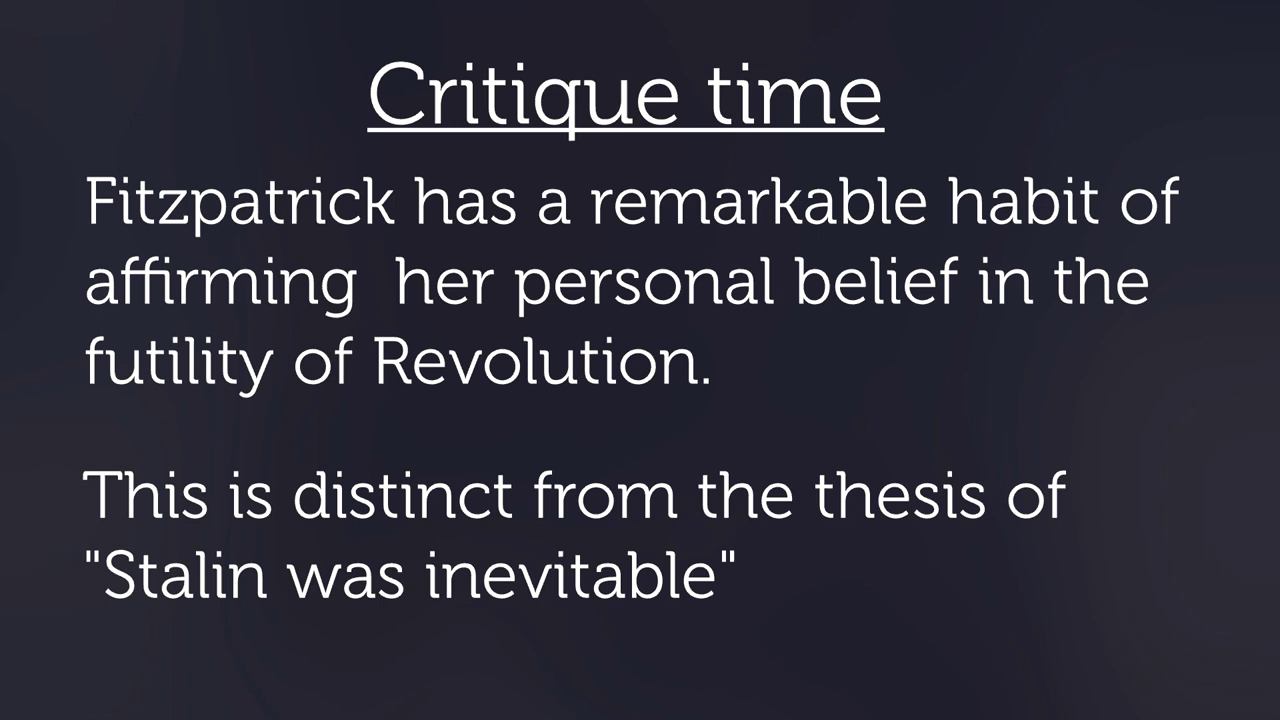 Critique time
Fitzpatrick has a remarkable habit of
affirming  her personal belief in the
futility of Revolution.
This is distinct from the thesis of
"Stalin was inevitable"